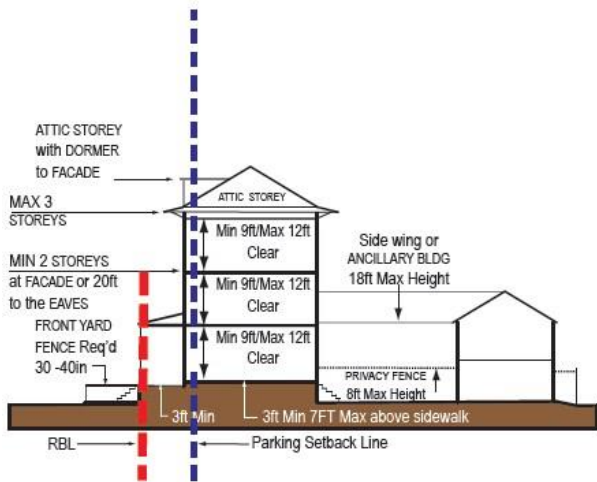 ATTIC STOREY
with DORMER
to FACADE
ATTIC STOREY
MAX 3
STOREYS
Min 9ft/Max 12ft
Clear
Side wing or
ANCILLARY BLDG
18ft Max Height
MIN 2 STOREYS
at FACADE or 20ft
to the EAVES
Min 9ft/Max 12ft
Clear
FRONT YARD
FENCE Req'd
30 -40in
Min 9ft/Max 12ft
Clear
PRIVACY FENCE
8ft Max Height
3ft Min
3ft Min 7FT Max above sidewalk
RBL
Parking Setback Line